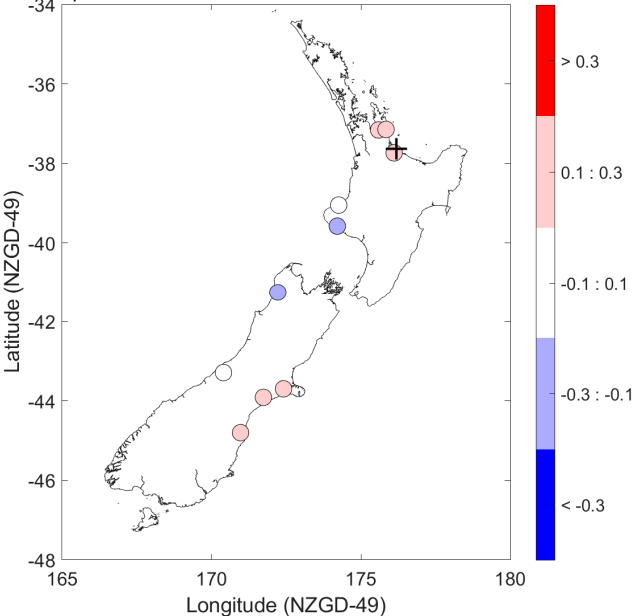 -34
-36
-38
-40
-42
-44
-46
-48
165
170
175
180
Latitude (NZGD-49)
Longitude (NZGD-49)
> 0.3
0.1 : 0.3
-0.1 : 0.1
-0.3 : -0.1
< -0.3